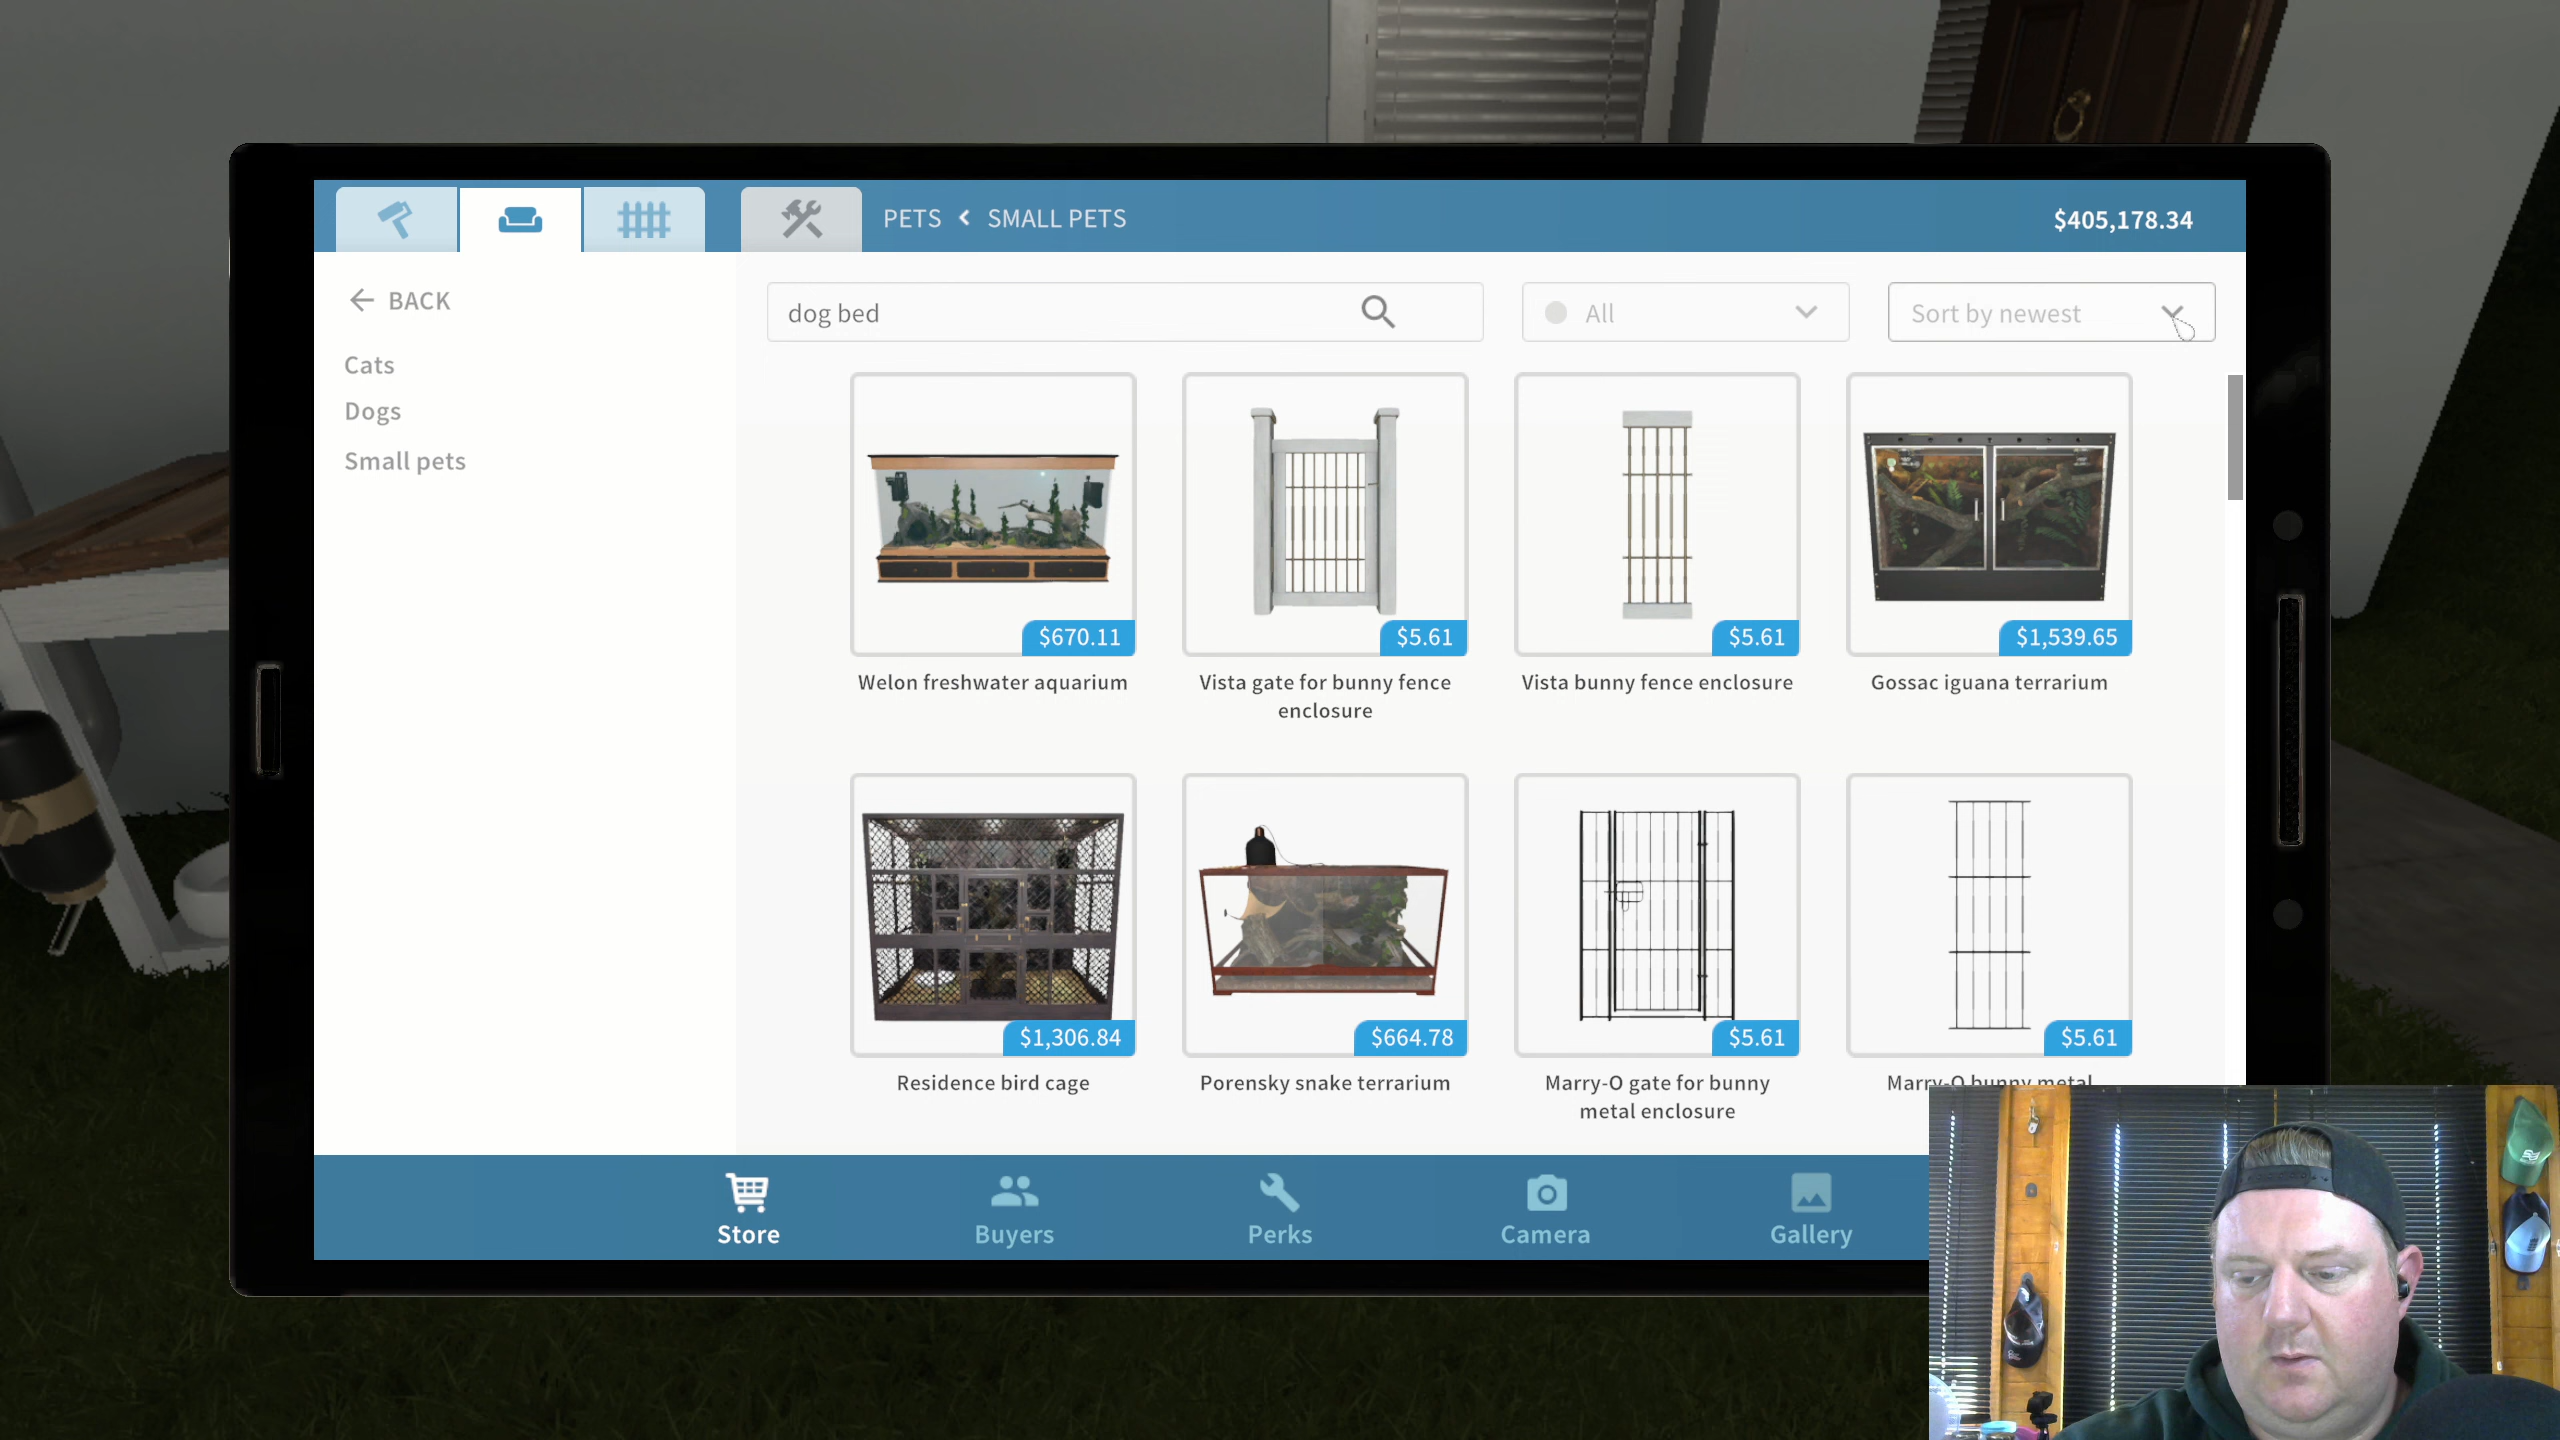 PETS < SMALL PETS
$405,178.34
BACK
dog bed
All
Sort by newest
Cats
Dogs
Small pets
$670.11
$5.61
$5.61
$1,539.65
Welon freshwater aquarium
Vista gate for bunny fence
enclosure
Vista bunny fence enclosure
Gossac iguana terrarium
$1,306.84
$664.78
$5.61
$5.61
Residence bird cage
Porensky snake terrarium
Marry-O gate for bunny
metal enclosure
Marry-O bunny metal
Store
Buyers
Perks
Camera
Gallery